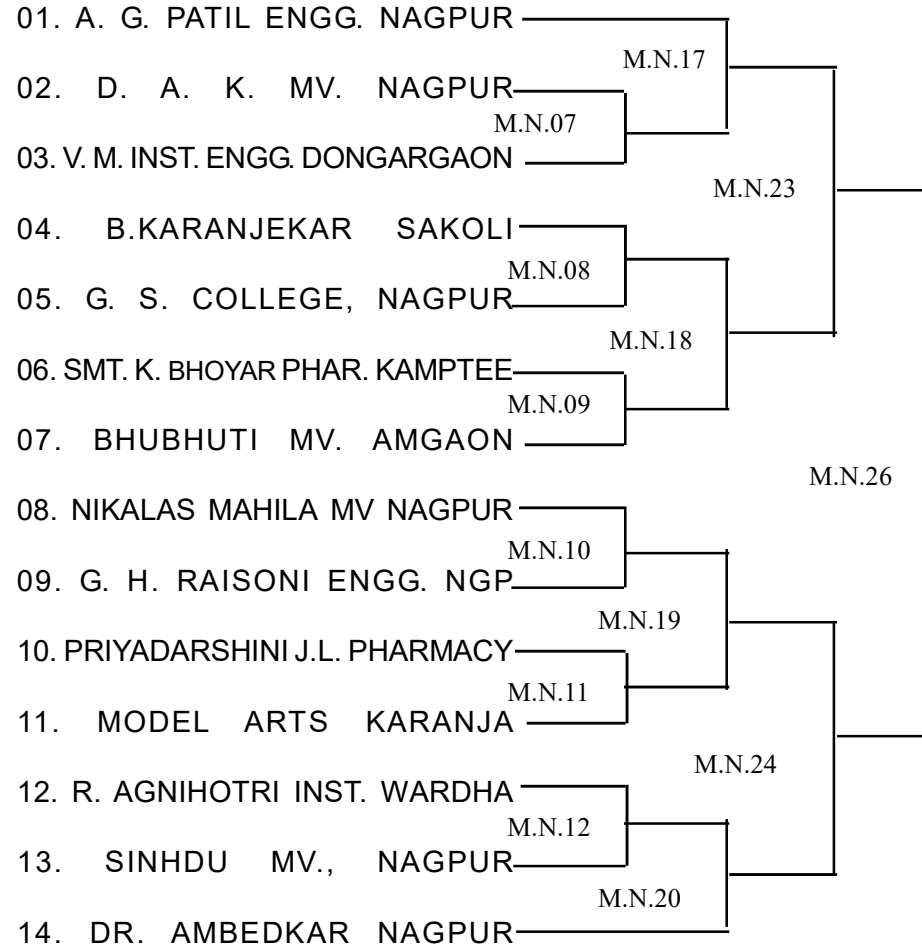 01. A. G. PATIL ENGG. NAGPUR
M.N.17
02. D. A. K. MV. NAGPUR
M.N.07
03. V. M. INST. ENGG. DONGARGAON
M.N.23
04. B.KARANJEKAR SAKOLI
M.N.08
05. G. S. COLLEGE, NAGPUR
M.N.18
06. SMT. K. BHOYAR PHAR. KAMPTEE
M.N.09
07. BHUBHUTI MV. AMGAON
M.N.26
08. NIKALAS MAHILA MV NAGPUR
M.N.10
09. G. H. RAISONI ENGG. NGP
M.N.19
10. PRIYADARSHINI J.L. PHARMACY
M.N.11
11. MODEL ARTS KARANJA
M.N.24
12. R. AGNIHOTRI INST. WARDHA
M.N.12
13. SINHDU MV., NAGPUR
M.N.20
14. DR. AMBEDKAR NAGPUR